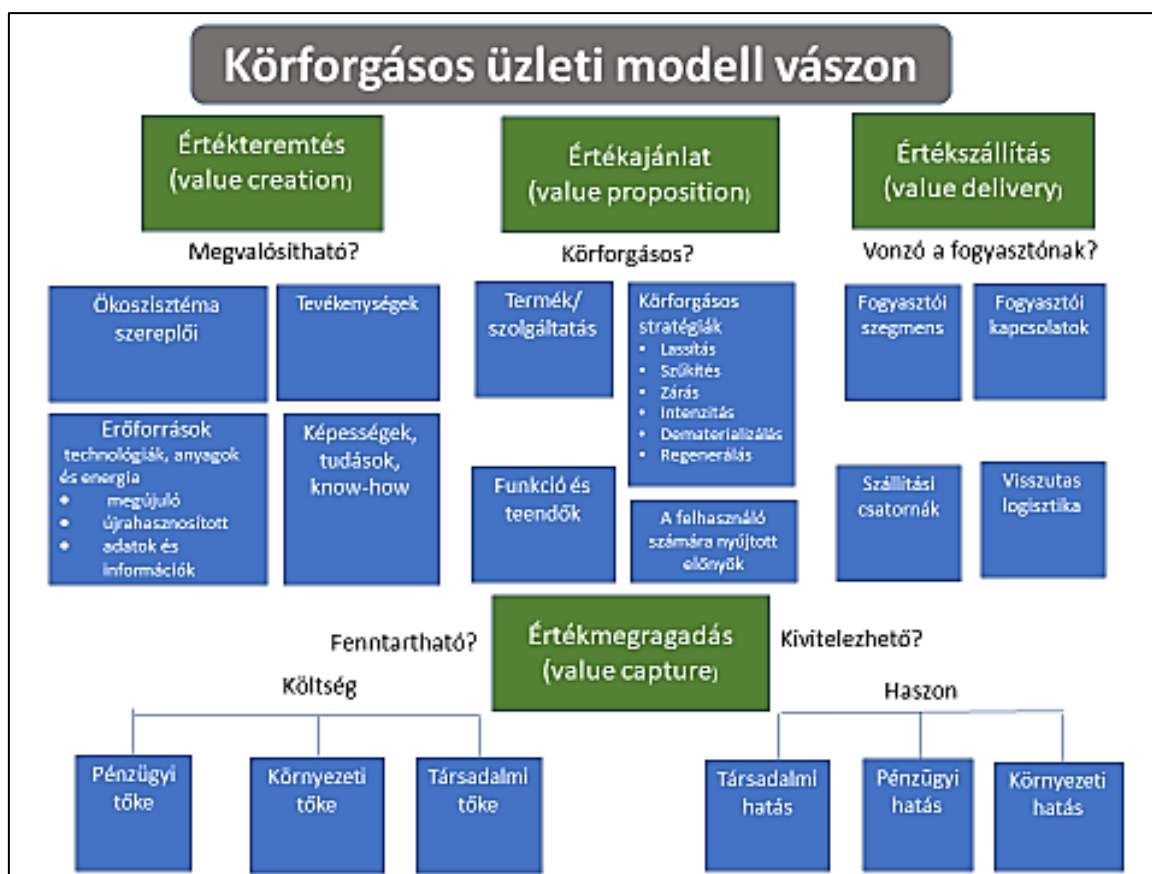 Körforgásos üzleti modell vászon
Értékteremtés
(value creation)
Megvalósítható?
Ökoszisztéma
szereplői
Tevékenységek
Erőforrások
technológiák, anyagok
és energia
• megújuló
• újrahasznosított
• adatok és
információk
Képességek,
tudások,
know-how
Értékajánlat
(value proposition)
Körforgásos?
Termék/
szolgáltatás
Körforgásos
stratégiák
• Lassítás
• Szűkítés
• Zárás
• Intenzitás
• Dematerializálás
• Regenerálás
Funkció és
teendők
A felhasználó
számára nyújtott
előnyök
Értékszállítás
(value delivery)
Vonzó a fogyasztónak?
Fogyasztói
szegmens
Fogyasztói
kapcsolatok
Szállítási
csatornák
Visszutas
logisztika
Fenntartható?
Értékmegragadás
(value capture)
Kivitelezhető?
Költség
Pénzügyi
tőke
Környezeti
tőke
Társadalmi
tőke
Haszon
Társadalmi
hatás
Pénzügyi
hatás
Környezeti
hatás